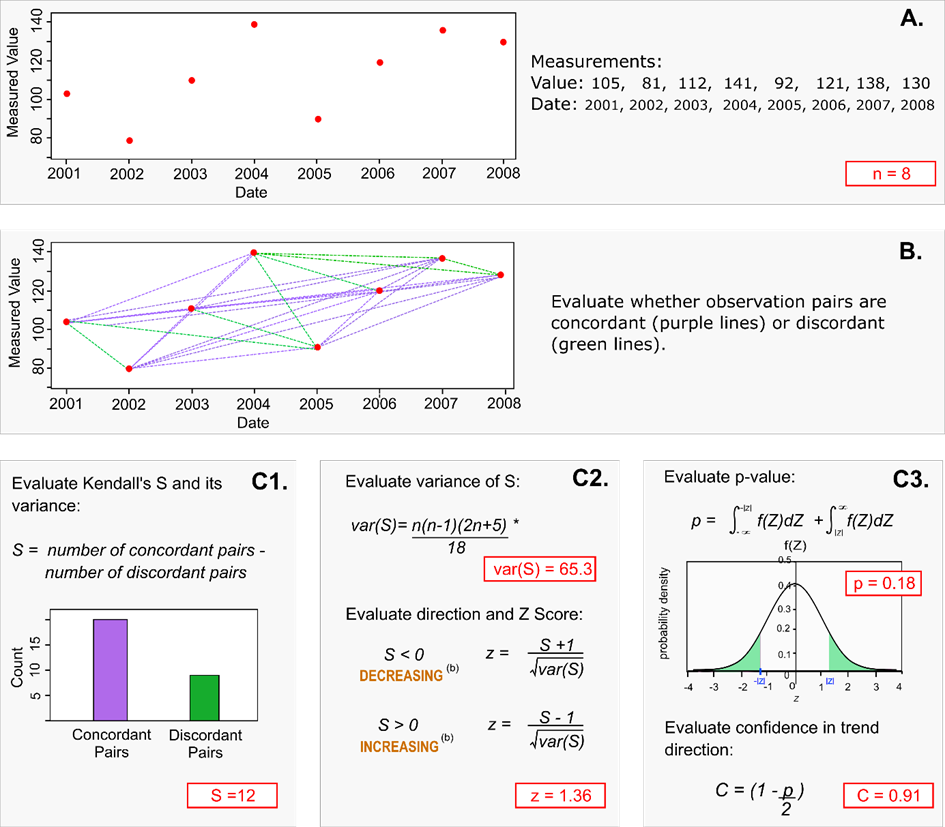 A.
140
120
100
80
Measured Value
2001 2002 2003 2004 2005 2006 2007 2008
Date
Measurements:
Value: 105, 81, 112, 141, 92, 121, 138, 130
Date: 2001, 2002, 2003, 2004, 2005, 2006, 2007, 2008
n = 8
B.
140
120
100
80
Measured Value
2001 2002 2003 2004 2005 2006 2007 2008
Date
Evaluate whether observation pairs are
concordant (purple lines) or discordant
(green lines).
C1.
Evaluate Kendall's S and its
variance:
S = number of concordant pairs -
number of discordant pairs
Count
15
10
5
Concordant Discordant
Pairs Pairs
S =12
C2.
Evaluate variance of S:
var(S)= n(n-1)(2n+5) *
18
var(S) = 65.3
Evaluate direction and Z Score:
S < 0 z = S +1
DECREASING (b) √var(S)
S > 0 z = S - 1
INCREASING (b) √var(S)
z = 1.36
C3.
Evaluate p-value:
p = ∫ -|z| -∞ f(Z)dZ + ∫ ∞ |z| f(Z)dZ
f(Z)
0.5
0.4
0.3
0.2
0.1
0
probability density
p = 0.18
-|z| |z|
-4 -3 -2 -1 0 1 2 3 4
z
Evaluate confidence in trend
direction:
C = (1 - p )
2
C = 0.91